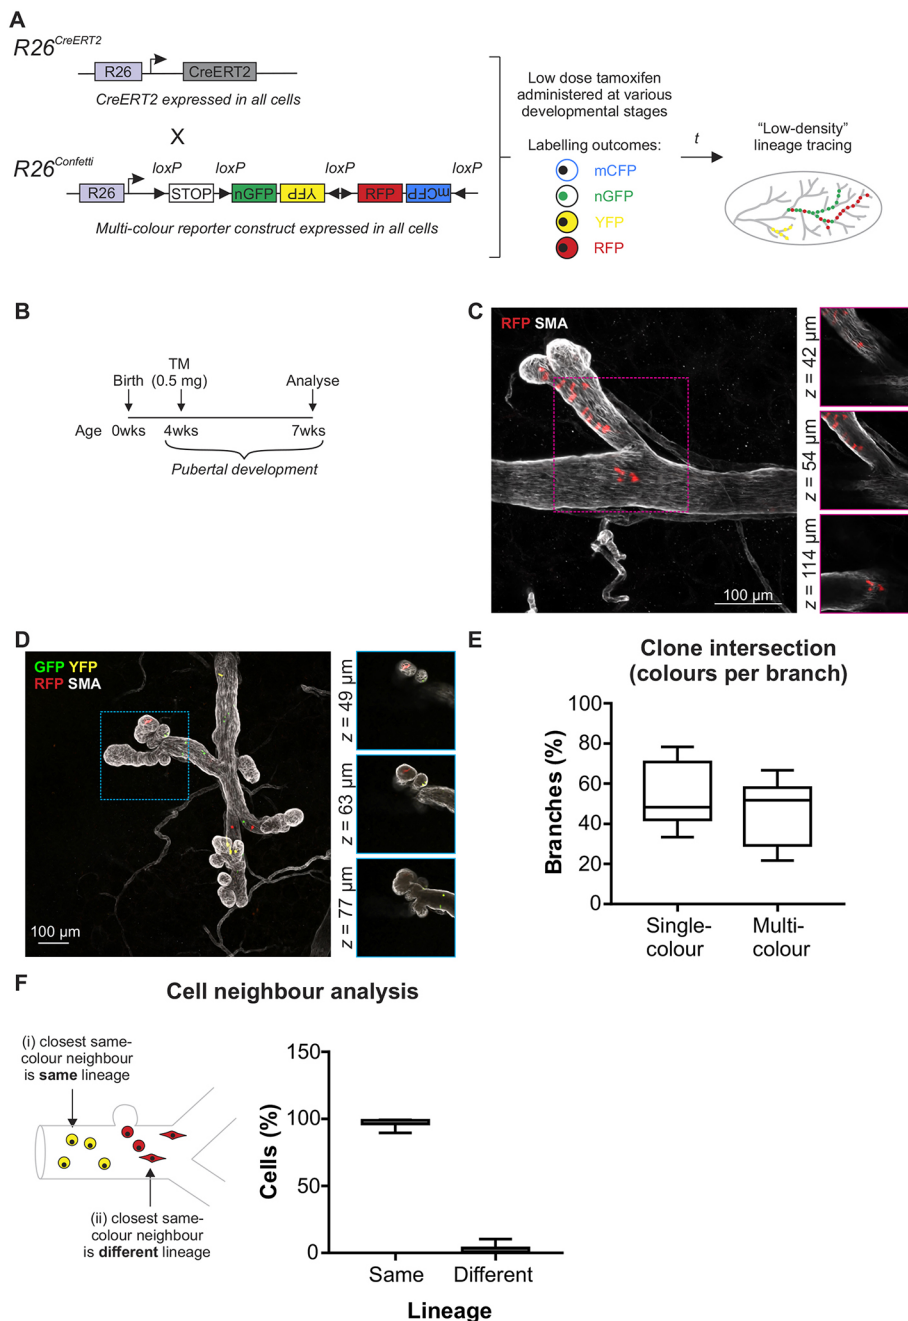 A
R26CreERT2
R26
CreERT2
CreERT2 expressed in all cells
X
R26Confetti
loxP
loxP
loxP
loxP
R26
STOP
nGFP
YFP
RFP
mCFP
Multi-colour reporter construct expressed in all cells
Low dose tamoxifen
administered at various
developmental stages
Labelling outcomes:
mCFP
nGFP
YFP
RFP
t
“Low-density”
lineage tracing
B
TM
Birth
(0.5 mg)
Analyse
Age
0wks
4wks
7wks
Pubertal development
C
RFP SMA
100 µm
z = 42 µm
z = 54 µm
z = 114 µm
D
GFP YFP
RFP SMA
100 µm
z = 49 µm
z = 63 µm
z = 77 µm
E
Clone intersection
(colours per branch)
Branches (%)
100
80
60
40
20
0
Single-
colour
Multi-
colour
F
Cell neighbour analysis
(i) closest same-
colour neighbour
is same lineage
(ii) closest same-
colour neighbour
is different lineage
Cells (%)
150
100
50
0
Same
Different
Lineage